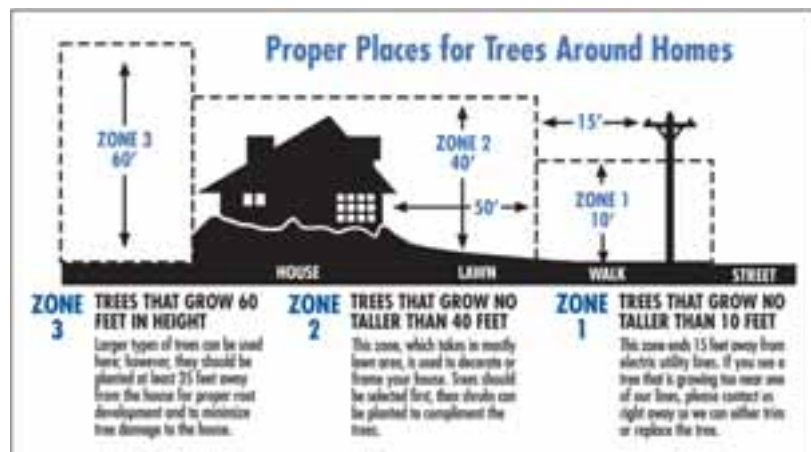 Proper Places for Trees Around Homes
ZONE 3
60'
ZONE 2
40'
15'
50'
ZONE 1
10'
HOUSE
LAWN
WALK
STREET
ZONE 3
TREES THAT GROW 60
FEET IN HEIGHT
Larger types of trees can be used
here; however, they should be
planted at least 25 feet away
from the house for proper root
development and to minimize
tree damage to the house.
ZONE 2
TREES THAT GROW NO
TALLER THAN 40 FEET
This zone, which takes in mostly
lawn area, is used to decorate or
frame your house. Trees should
be selected first, then shrubs can
be planted to compliment the
trees.
ZONE 1
TREES THAT GROW NO
TALLER THAN 10 FEET
This zone ends 15 feet away from
electric utility lines. If you see a
tree that is growing too near one
of our lines, please contact us
right away so we can either trim
or replace the tree.